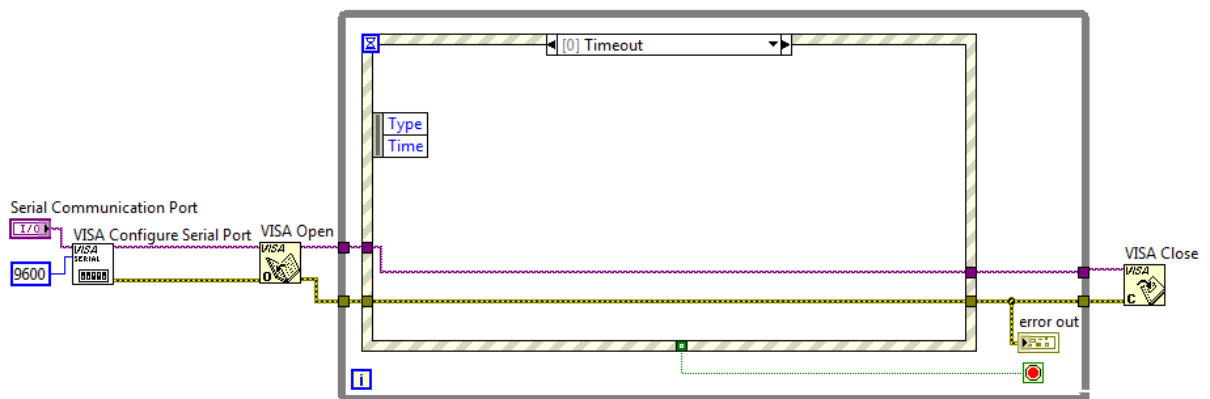 [0] Timeout
Type
Time
Serial Communication Port
I/O
VISA Configure Serial Port
VISA Open
9600
VISA
SERIAL
VISA
O
VISA Close
VISA
C
error out
i